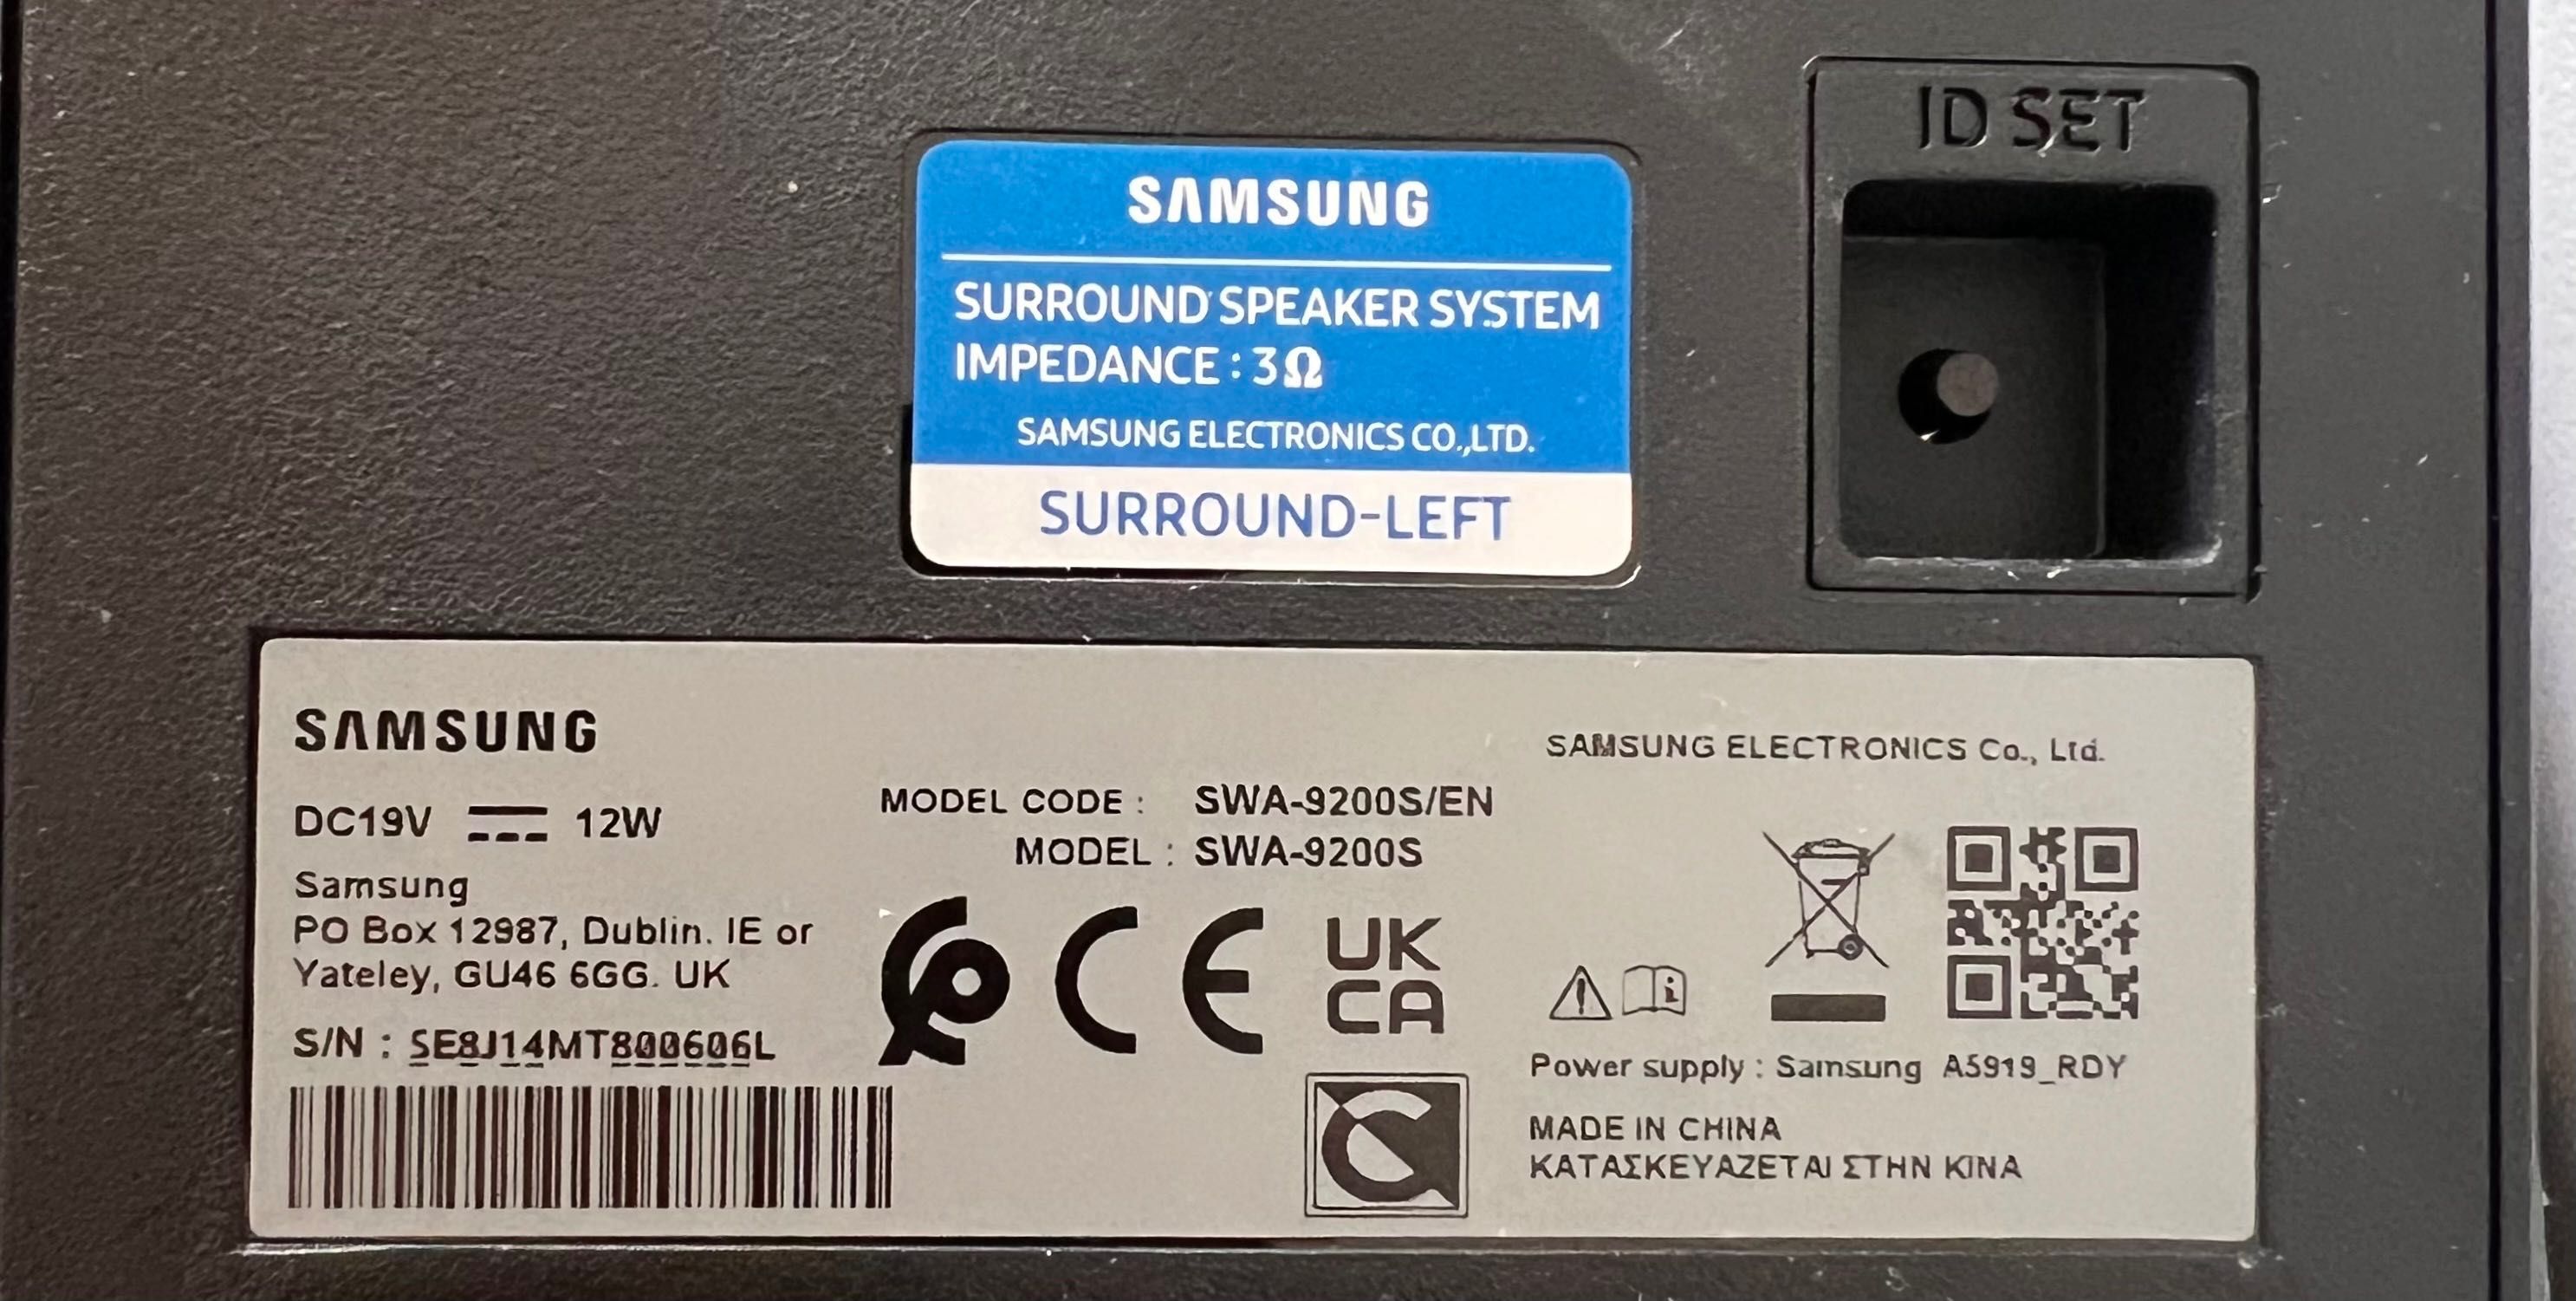 ID SET
SAMSUNG
SURROUND SPEAKER SYSTEM
IMPEDANCE : 3Ω
SAMSUNG ELECTRONICS CO.,LTD.
SURROUND-LEFT
SAMSUNG
DC19V 12W
Samsung
PO Box 12987, Dublin. IE or
Yateley, GU46 6GG. UK
S/N : SE8J14MT800606L
MODEL CODE : SWA-9200S/EN
MODEL : SWA-9200S
CE
UK
CA
SAMSUNG ELECTRONICS Co., Ltd.
Power supply : Samsung A5919_RDY
MADE IN CHINA
ΚΑΤΑΣΚΕΥΑΖΕΤΑΙ ΣΤΗΝ ΚΙΝΑ